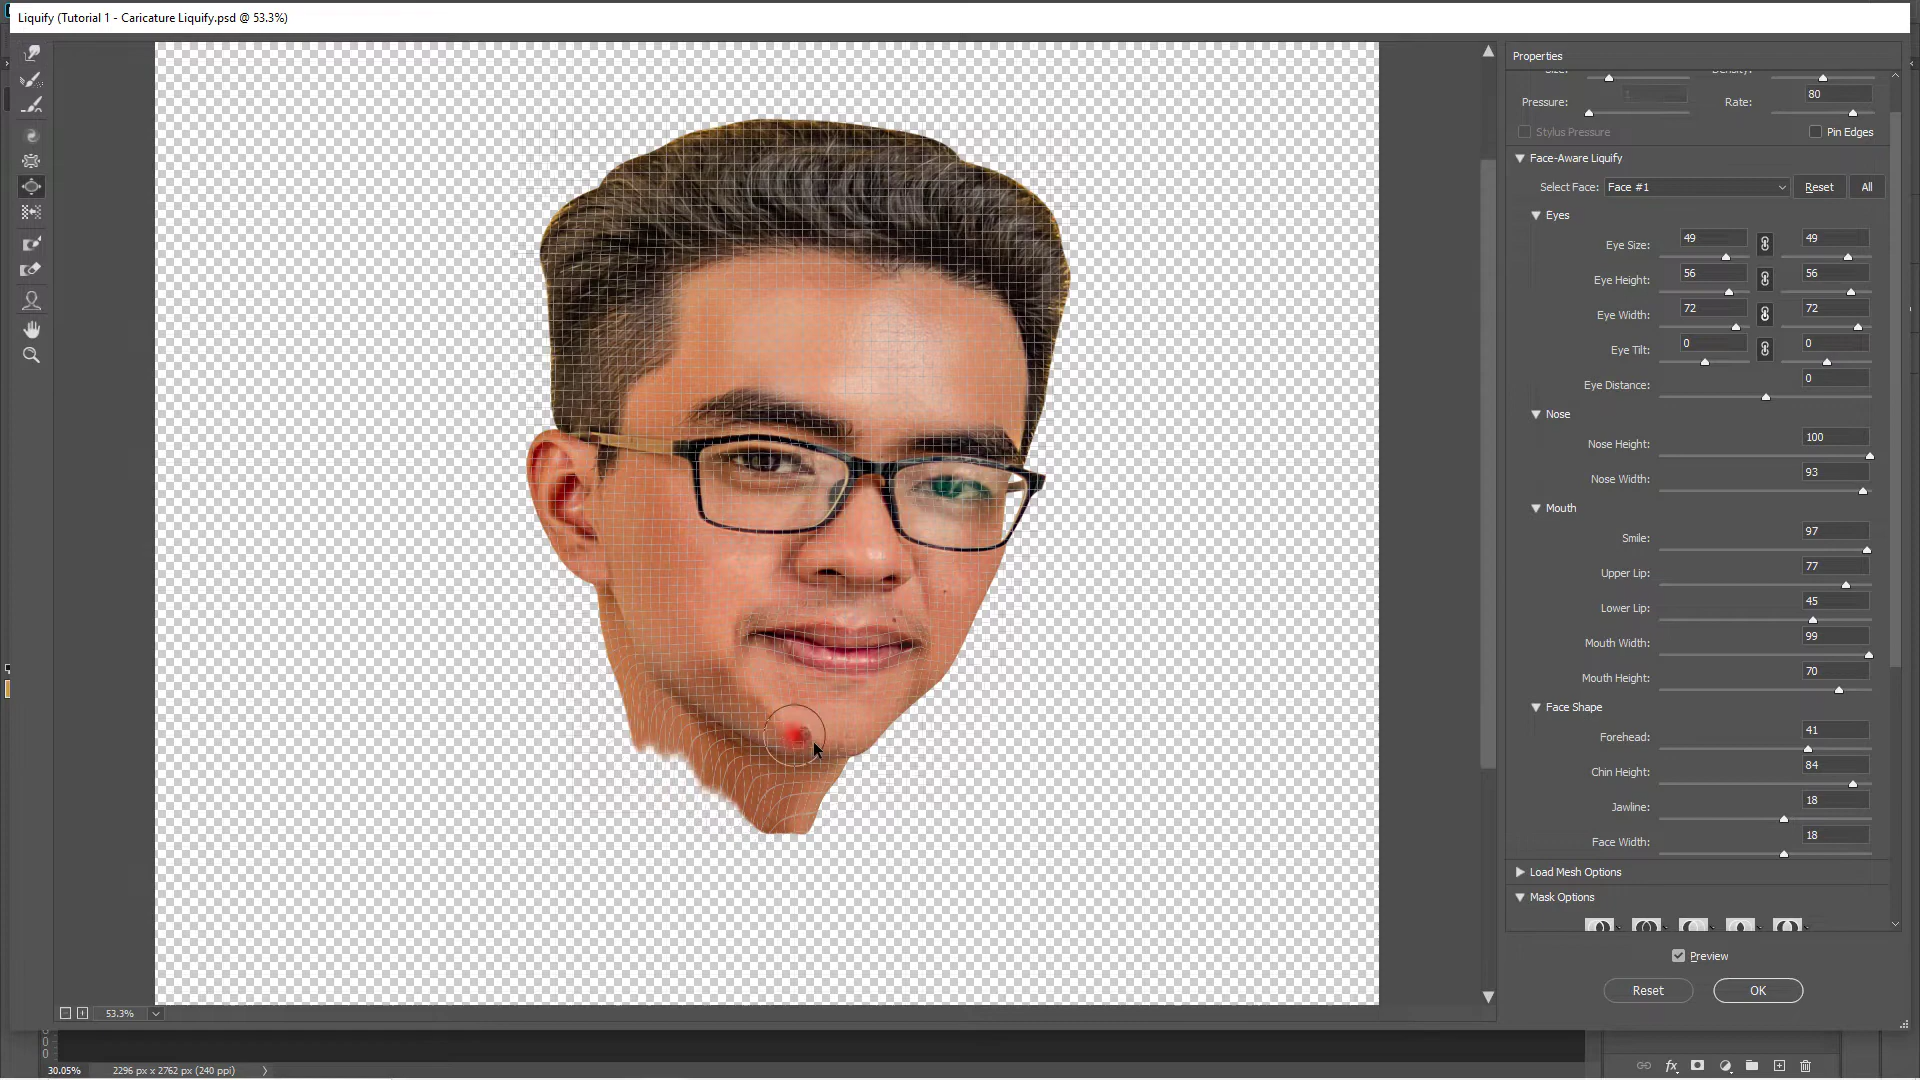 Liquify (Tutorial 1 - Caricature Liquify.psd @ 53.3%)
Properties
Size:
Density:
Pressure:
Rate:
80
Stylus Pressure
Pin Edges
Face-Aware Liquify
Select Face:
Face #1
Reset
All
Eyes
Eye Size:
49
49
Eye Height:
56
56
Eye Width:
72
72
Eye Tilt:
0
0
Eye Distance:
0
Nose
Nose Height:
100
Nose Width:
93
Mouth
Smile:
97
Upper Lip:
77
Lower Lip:
45
Mouth Width:
99
Mouth Height:
70
Face Shape
Forehead:
41
Chin Height:
84
Jawline:
18
Face Width:
18
Load Mesh Options
Mask Options
Preview
Reset
OK
53.3%
30.05%
2296 px x 2762 px (240 ppi)
fx